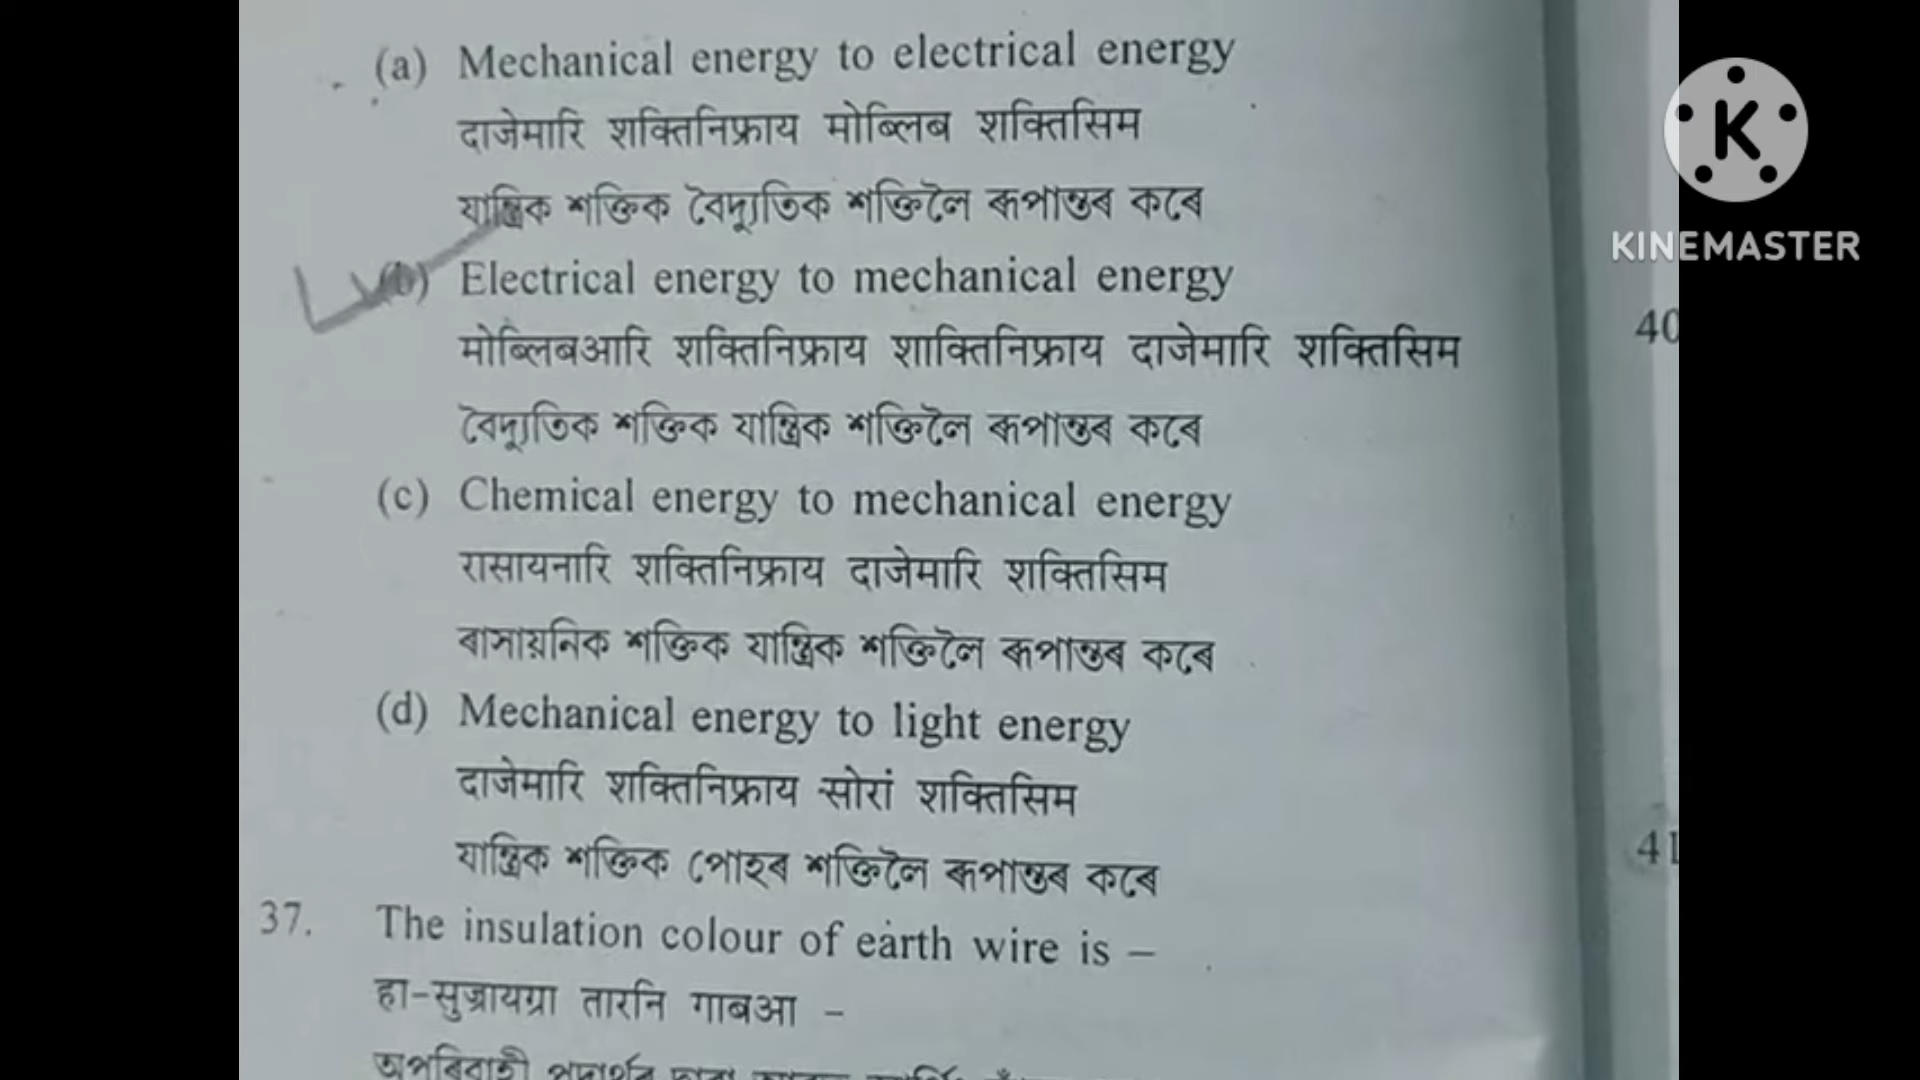 (a) Mechanical energy to electrical energy
दाजेमारि शक्तिनिफ्राय मोब्लिब शक्तिसिम
যান্ত্ৰিক শক্তিক বৈদ্যুতিক শক্তিলৈ ৰূপান্তৰ কৰে
(b) Electrical energy to mechanical energy
मोब्लिबआरि शक्तिनिफ्राय शाक्तिनिफ्राय दाजेमारि शक्तिसिम
বৈদ্যুতিক শক্তিক যান্ত্ৰিক শক্তিলৈ ৰূপান্তৰ কৰে
(c) Chemical energy to mechanical energy
रासायनारि शक्तिनिफ्राय दाजेमारि शक्तिसिम
ৰাসায়নিক শক্তিক যান্ত্ৰিক শক্তিলৈ ৰূপান্তৰ কৰে
(d) Mechanical energy to light energy
दाजेमारि शक्तिनिफ्राय सोरां शक्तिसिम
যান্ত্ৰিক শক্তিক পোহৰ শক্তিলৈ ৰূপান্তৰ কৰে
37. The insulation colour of earth wire is –
हा-सुज्रायग्रा तारनि गाबआ -
K
KINEMASTER
40
41